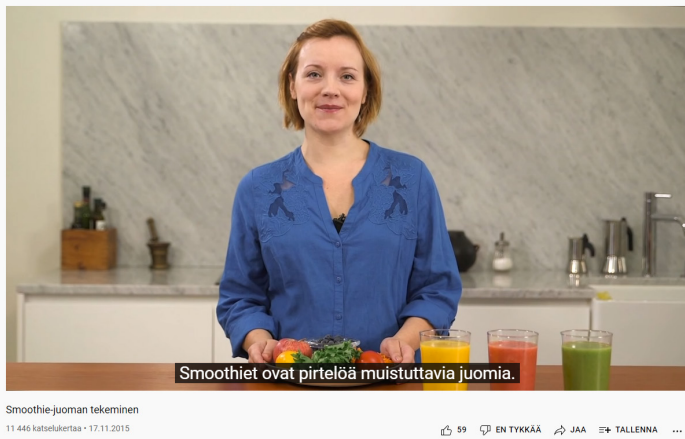 Smoothiet ovat pirtelöä muistuttavia juomia.
Smoothie-juoman tekeminen
11 446 katselukertaa • 17.11.2015
59 EN TYKKÄÄ JAA TALLENNA ...